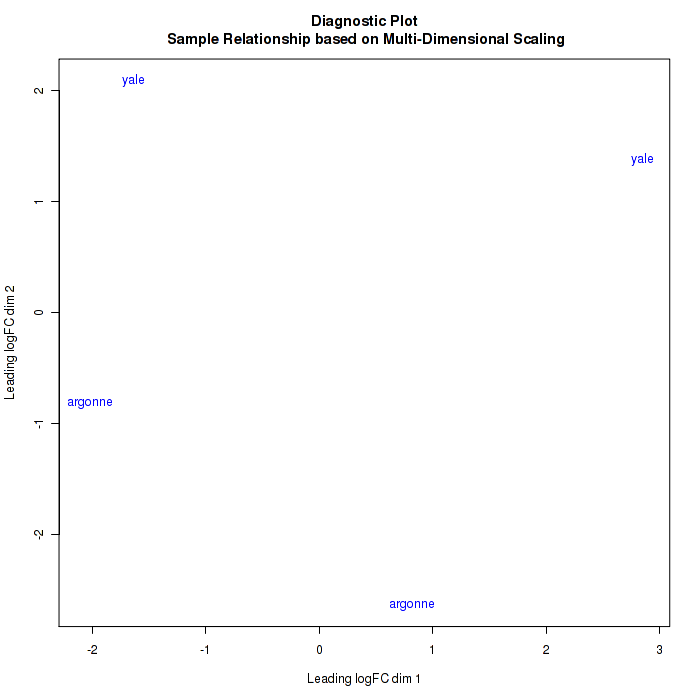 Diagnostic Plot
Sample Relationship based on Multi-Dimensional Scaling
yale
yale
argonne
argonne
2
1
0
-1
-2
Leading logFC dim 2
-2 -1 0 1 2 3
Leading logFC dim 1